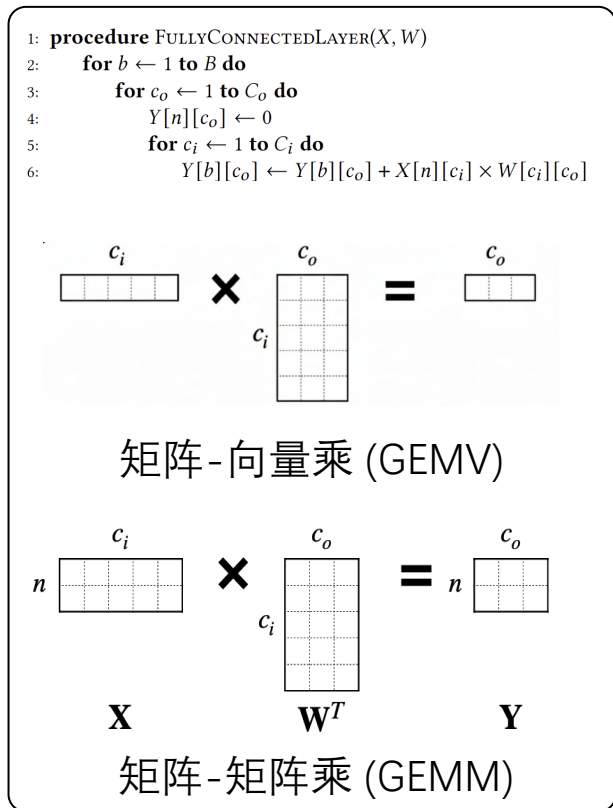 1: procedure FULLYCONNECTEDLAYER(X, W)
2: for b ← 1 to B do
3: for c_o ← 1 to C_o do
4: Y[n][c_o] ← 0
5: for c_i ← 1 to C_i do
6: Y[b][c_o] ← Y[b][c_o] + X[n][c_i] × W[c_i][c_o]
c_i c_o c_o
× =
c_i
矩阵-向量乘 (GEMV)
c_i c_o c_o
n × = n
c_i
X W^T Y
矩阵-矩阵乘 (GEMM)